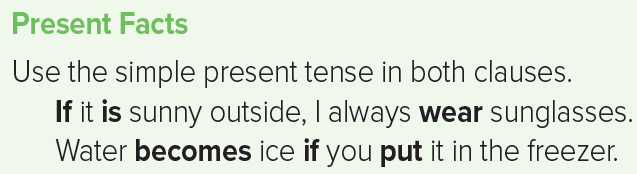 Present Facts
Use the simple present tense in both clauses.
If it is sunny outside, I always wear sunglasses.
Water becomes ice if you put it in the freezer.